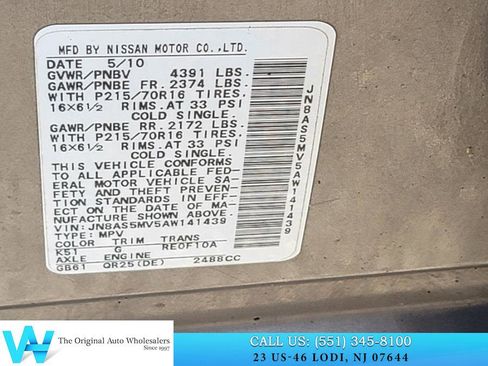 MFD BY NISSAN MOTOR CO.,LTD.
DATE 5/10
GVWR/PNBV 4391 LBS.
GAWR/PNBE FR. 2374 LBS.
WITH P215/70R16 TIRES.
16×6½ RIMS.AT 33 PSI
COLD SINGLE.
GAWR/PNBE RR. 2172 LBS.
WITH P215/70R16 TIRES.
16×6½ RIMS.AT 33 PSI
COLD SINGLE.
THIS VEHICLE CONFORMS
TO ALL APPLICABLE FED-
ERAL MOTOR VEHICLE SA-
FETY AND THEFT PREVEN-
TION STANDARDS IN EFF-
ECT ON THE DATE OF MA-
NUFACTURE SHOWN ABOVE.
VIN:JN8AS5MV5AW141439
TYPE:MPV
COLOR TRIM TRANS
K51 G RE0F10A
AXLE ENGINE
GB61 QR25(DE) 2488CC
JN8AS5MV5AW141439
W
The Original Auto Wholesalers
Since 1997
CALL US: (551) 345-8100
23 US-46 LODI, NJ 07644